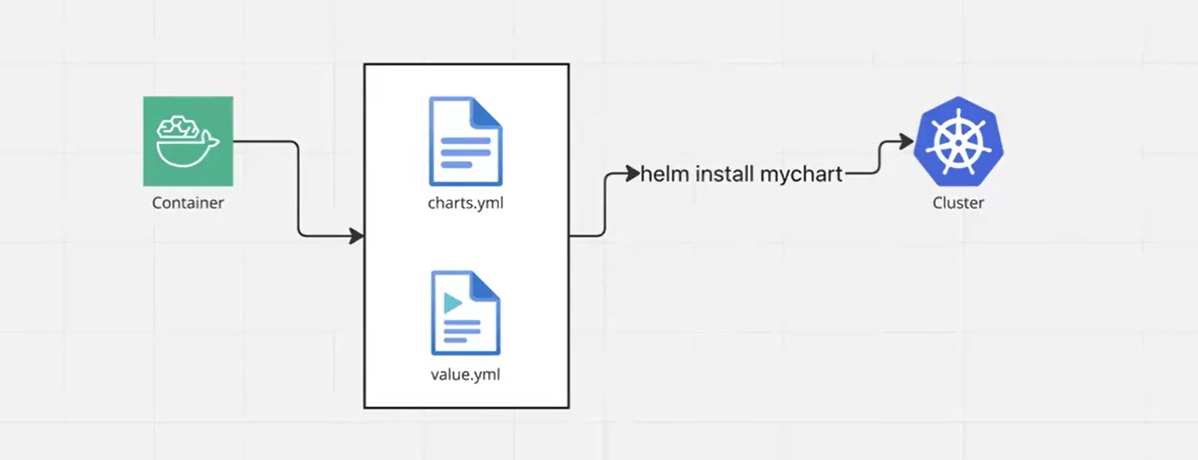 Container
charts.yml
value.yml
helm install mychart
Cluster